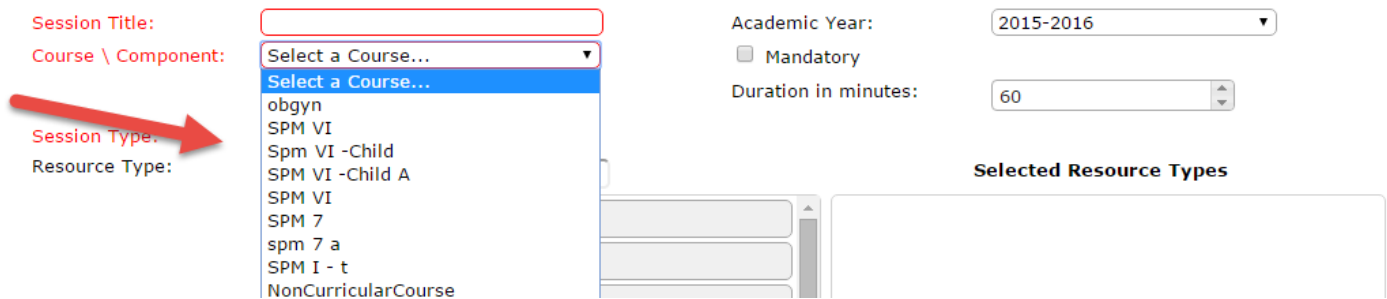 Session Title:
Academic Year:
2015-2016
Course \ Component:
Select a Course...
Mandatory
Select a Course...
Duration in minutes:
60
obgyn
SPM VI
Session Type:
Spm VI -Child
Resource Type:
SPM VI -Child A
Selected Resource Types
SPM VI
SPM 7
spm 7 a
SPM I - t
NonCurricularCourse